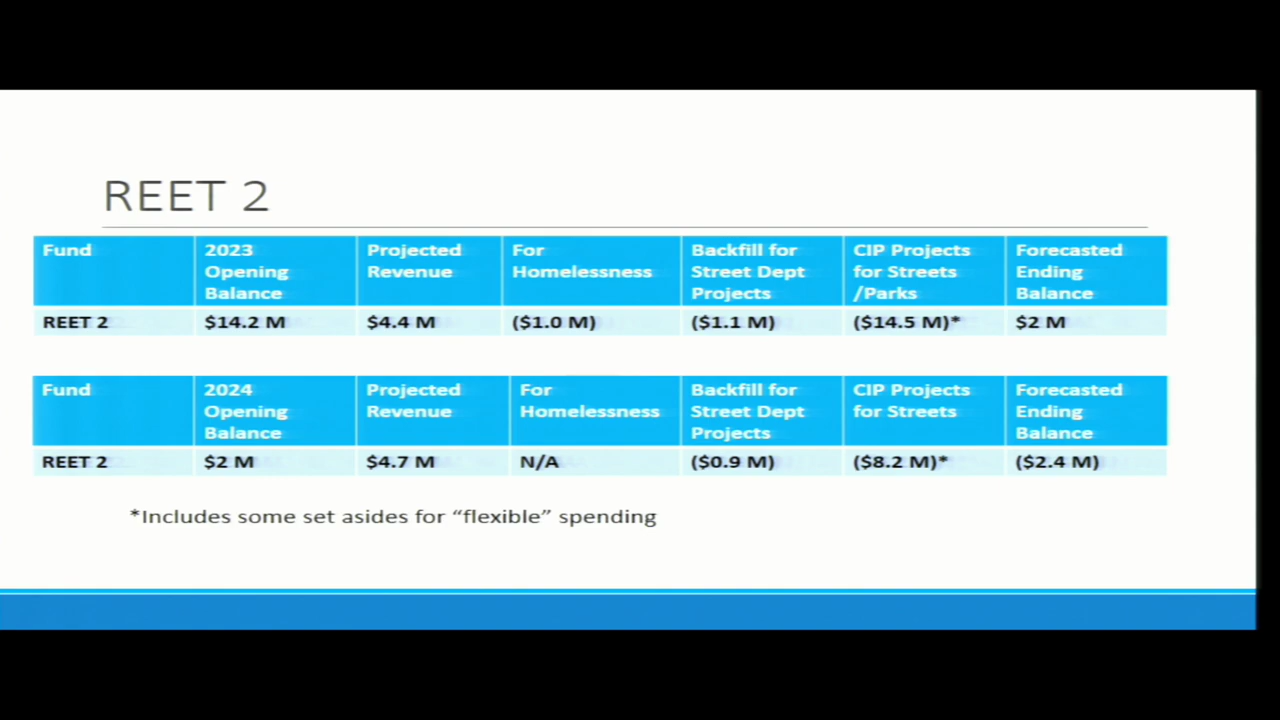 REET 2
Fund
2023
Opening
Balance
Projected
Revenue
For
Homelessness
Backfill for
Street Dept
Projects
CIP Projects
for Streets
/Parks
Forecasted
Ending
Balance
REET 2 $14.2 M $4.4 M ($1.0 M) ($1.1 M) ($14.5 M)* $2 M
Fund
2024
Opening
Balance
Projected
Revenue
For
Homelessness
Backfill for
Street Dept
Projects
CIP Projects
for Streets
Forecasted
Ending
Balance
REET 2 $2 M $4.7 M N/A ($0.9 M) ($8.2 M)* ($2.4 M)
*Includes some set asides for “flexible” spending